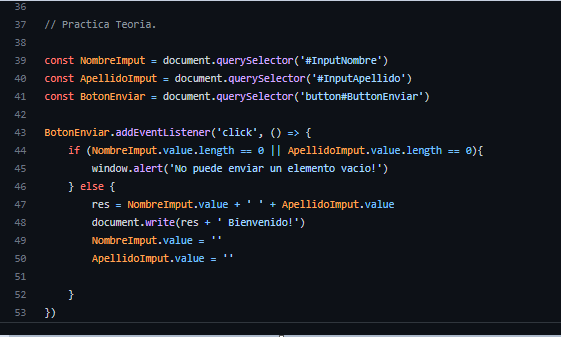 36
37 // Practica Teoria.
38
39 const NombreImput = document.querySelector('#InputNombre')
40 const ApellidoImput = document.querySelector('#InputApellido')
41 const BotonEnviar = document.querySelector('button#ButtonEnviar')
42
43 BotonEnviar.addEventListener('click', () => {
44     if (NombreImput.value.length == 0 || ApellidoImput.value.length == 0){
45         window.alert('No puede enviar un elemento vacio!')
46     } else {
47         res = NombreImput.value + ' ' + ApellidoImput.value
48         document.write(res + ' Bienvenido!')
49         NombreImput.value = ''
50         ApellidoImput.value = ''
51
52     }
53 })